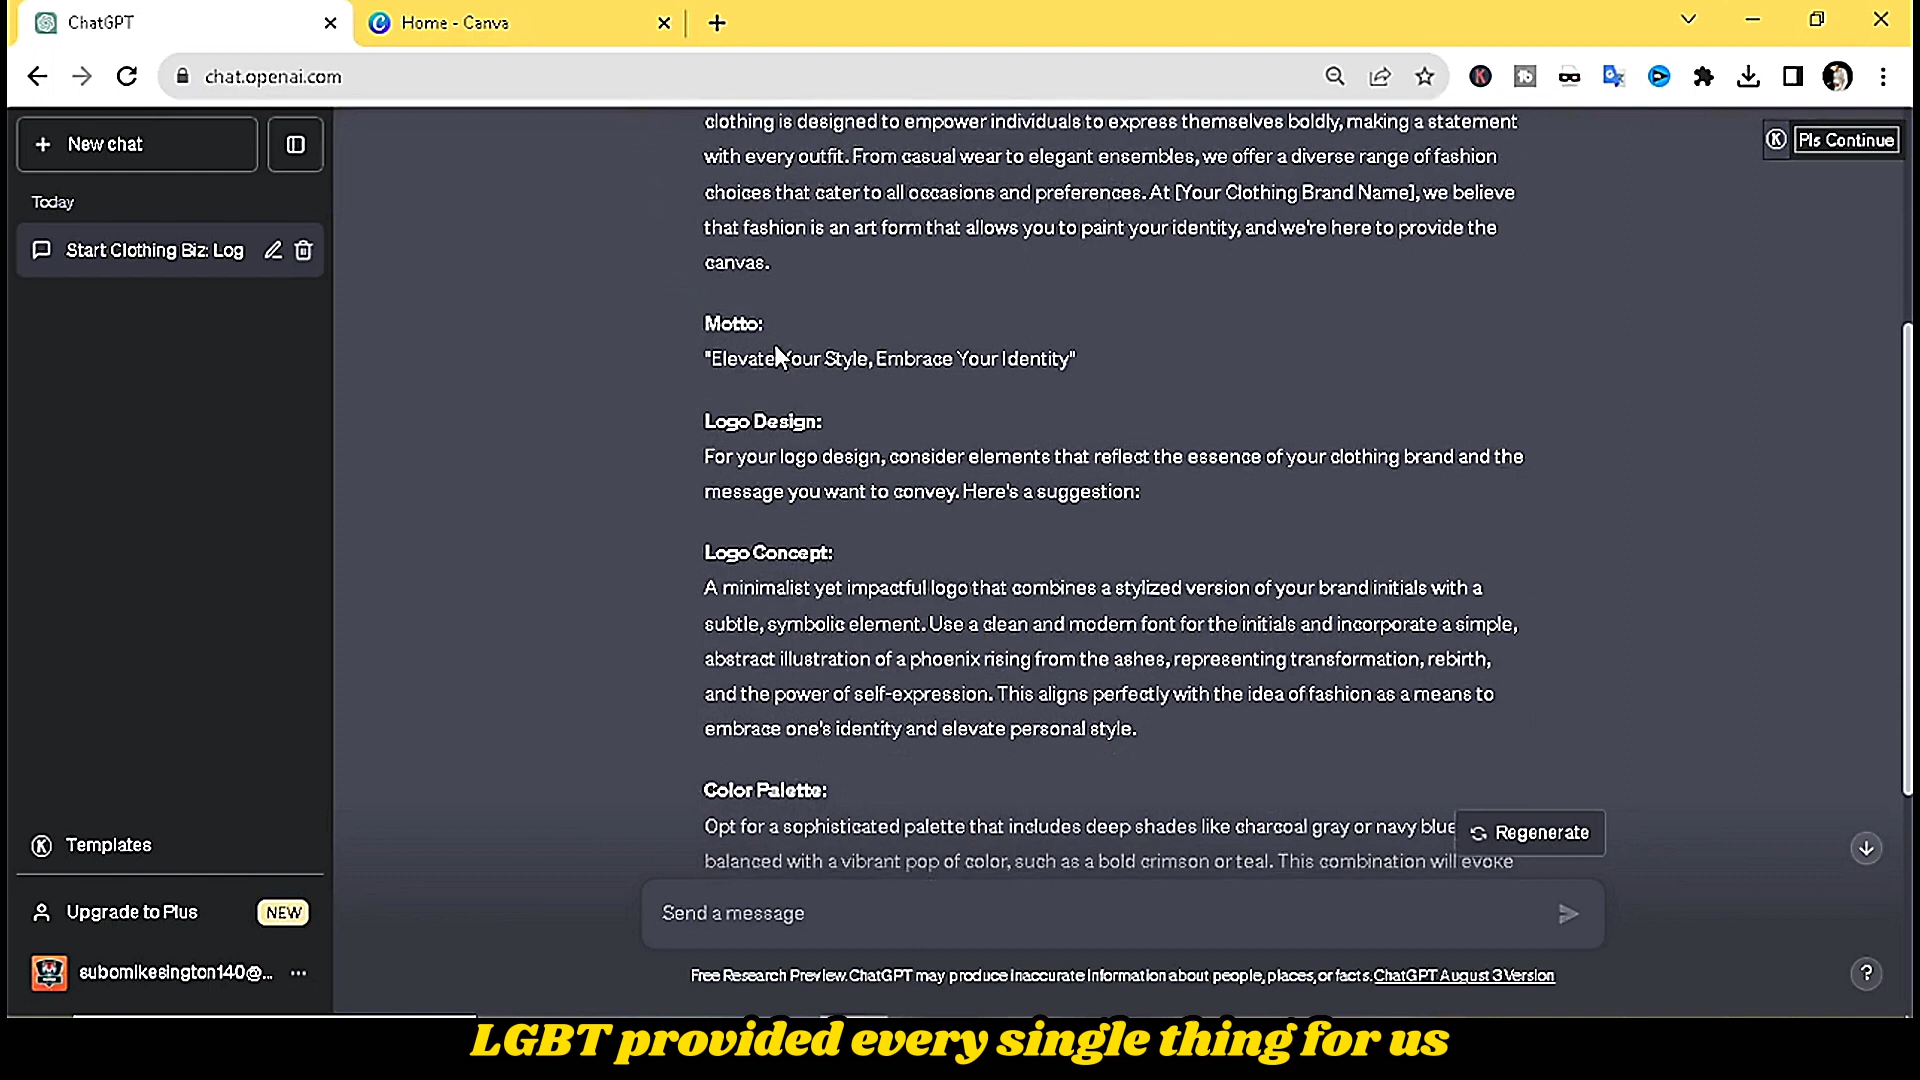 ChatGPT
Home - Canva
chat.openai.com
New chat
Today
Start Clothing Biz: Log
Templates
Upgrade to Plus NEW
subomikesington140@...
Pls Continue
clothing is designed to empower individuals to express themselves boldly, making a statement
with every outfit. From casual wear to elegant ensembles, we offer a diverse range of fashion
choices that cater to all occasions and preferences. At [Your Clothing Brand Name], we believe
that fashion is an art form that allows you to paint your identity, and we're here to provide the
canvas.
Motto:
"Elevate Your Style, Embrace Your Identity"
Logo Design:
For your logo design, consider elements that reflect the essence of your clothing brand and the
message you want to convey. Here's a suggestion:
Logo Concept:
A minimalist yet impactful logo that combines a stylized version of your brand initials with a
subtle, symbolic element. Use a clean and modern font for the initials and incorporate a simple,
abstract illustration of a phoenix rising from the ashes, representing transformation, rebirth,
and the power of self-expression. This aligns perfectly with the idea of fashion as a means to
embrace one's identity and elevate personal style.
Color Palette:
Opt for a sophisticated palette that includes deep shades like charcoal gray or navy blue
balanced with a vibrant pop of color, such as a bold crimson or teal. This combination will evoke
Regenerate
Send a message
Free Research Preview. ChatGPT may produce inaccurate information about people, places, or facts. ChatGPT August 3 Version
?
LGBT provided every single thing for us